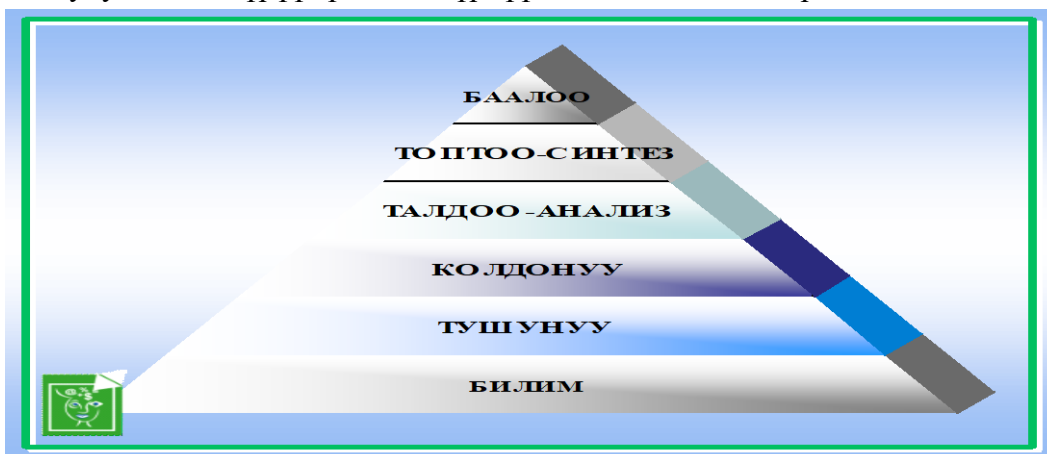 БААЛОО
ТОПТОО-СИНТЕЗ
ТАЛДОО-АНАЛИЗ
КОЛДОНУУ
ТУШУНУУ
БИЛИМ